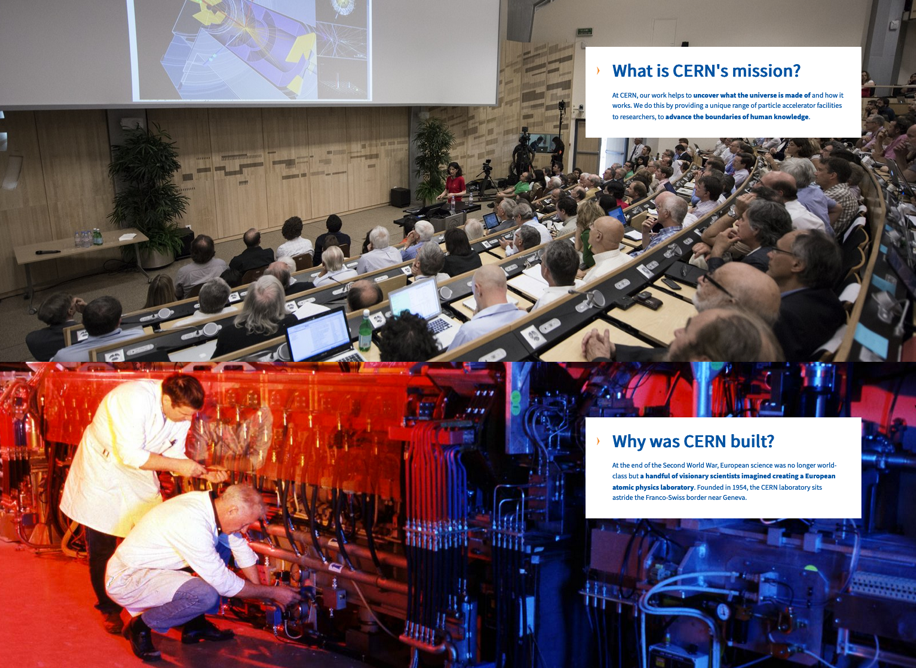 What is CERN's mission?
At CERN, our work helps to uncover what the universe is made of and how it
works. We do this by providing a unique range of particle accelerator facilities
to researchers, to advance the boundaries of human knowledge.
Why was CERN built?
At the end of the Second World War, European science was no longer world-
class but a handful of visionary scientists imagined creating a European
atomic physics laboratory. Founded in 1954, the CERN laboratory sits
astride the Franco-Swiss border near Geneva.